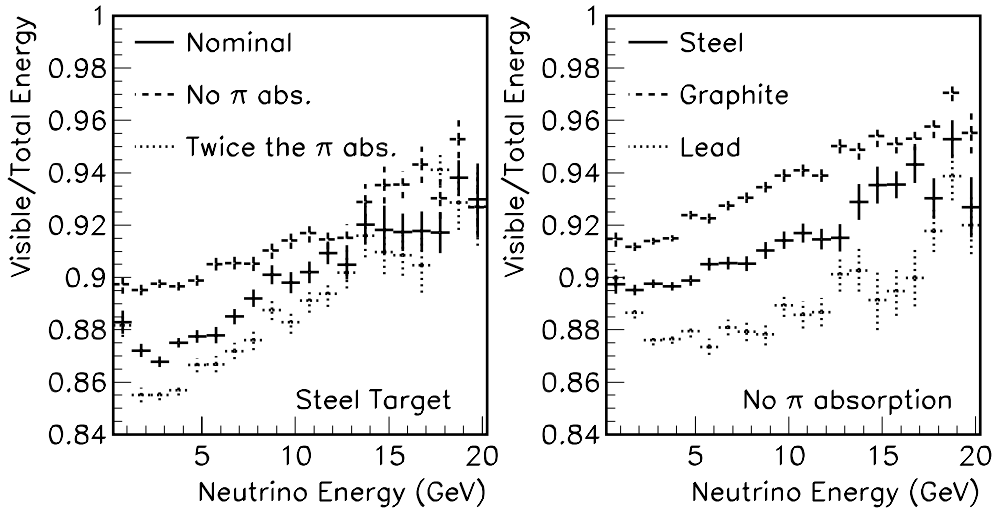 Visible/Total Energy
1
0.98
0.96
0.94
0.92
0.9
0.88
0.86
0.84
Nominal
No π abs.
Twice the π abs.
Steel Target
5
10
15
20
Neutrino Energy (GeV)
Visible/Total Energy
1
0.98
0.96
0.94
0.92
0.9
0.88
0.86
0.84
Steel
Graphite
Lead
No π absorption
5
10
15
20
Neutrino Energy (GeV)